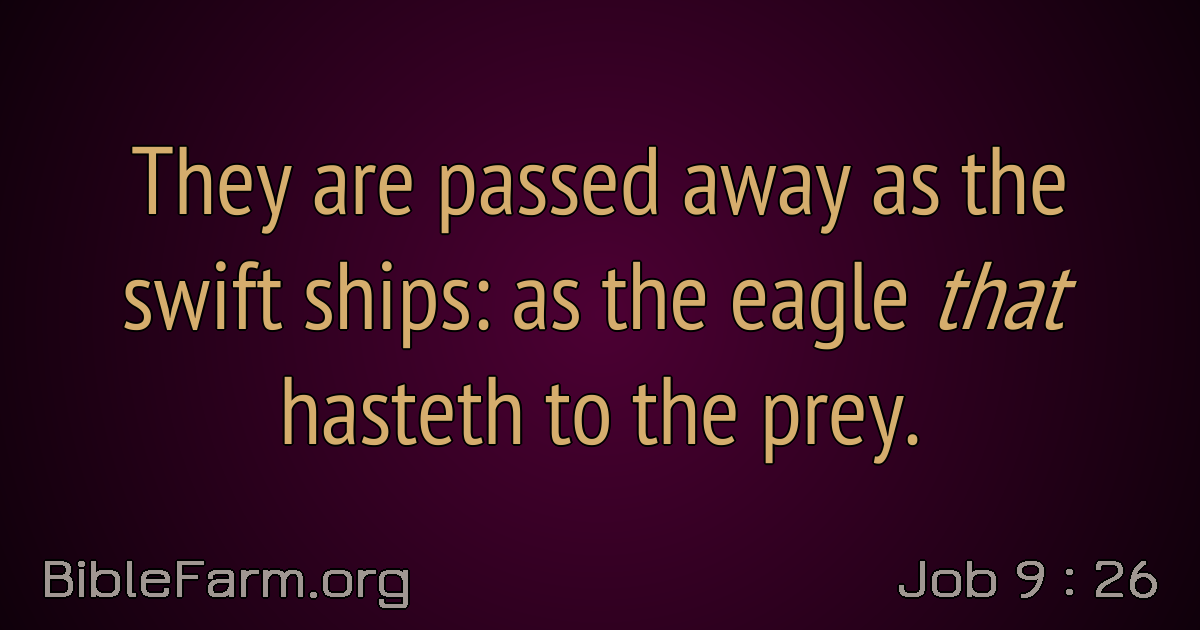 They are passed away as the
swift ships: as the eagle that
hasteth to the prey.
BibleFarm.org
Job 9 : 26